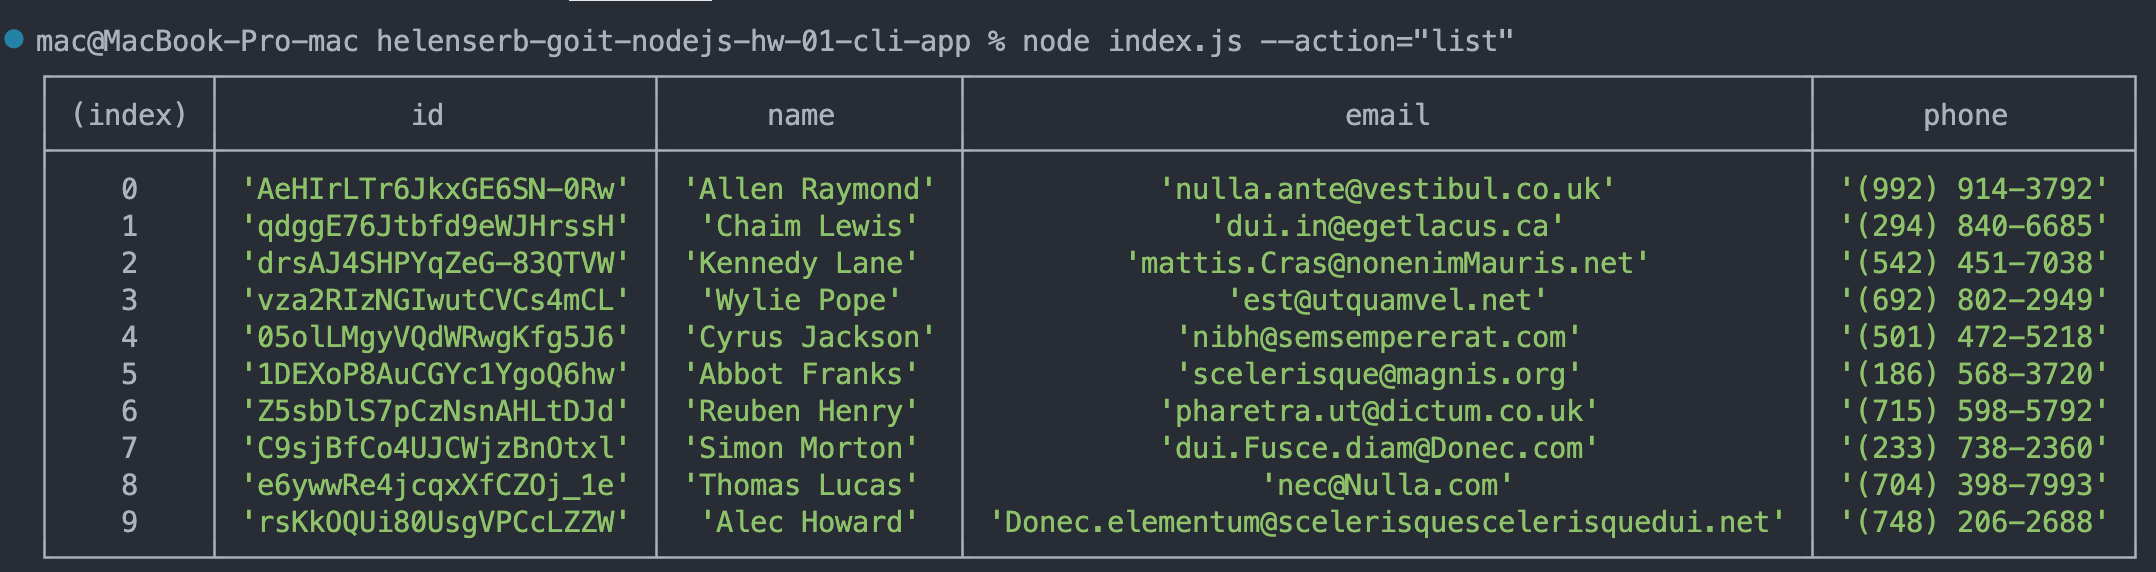 mac@MacBook-Pro-mac helenserb-goit-nodejs-hw-01-cli-app % node index.js --action="list"
(index) id name email phone
0 'AeHIrLTr6JkxGE6SN-0Rw' 'Allen Raymond' 'nulla.ante@vestibul.co.uk' '(992) 914-3792'
1 'qdggE76Jtbfd9eWJHrssH' 'Chaim Lewis' 'dui.in@egetlacus.ca' '(294) 840-6685'
2 'drsAJ4SHPYqZeG-83QTVW' 'Kennedy Lane' 'mattis.Cras@nonenimMauris.net' '(542) 451-7038'
3 'vza2RIzNGIwutCVCs4mCL' 'Wylie Pope' 'est@utquamvel.net' '(692) 802-2949'
4 '05olLMgyVQdWRwgKfg5J6' 'Cyrus Jackson' 'nibh@semsempererat.com' '(501) 472-5218'
5 '1DEXoP8AuCGYc1YgoQ6hw' 'Abbot Franks' 'scelerisque@magnis.org' '(186) 568-3720'
6 'Z5sbDlS7pCzNsnAHLtDJd' 'Reuben Henry' 'pharetra.ut@dictum.co.uk' '(715) 598-5792'
7 'C9sjBfCo4UJCWjzBnOtxl' 'Simon Morton' 'dui.Fusce.diam@Donec.com' '(233) 738-2360'
8 'e6ywwRe4jcqxXfCZOj_1e' 'Thomas Lucas' 'nec@Nulla.com' '(704) 398-7993'
9 'rsKkOQUi80UsgVPCcLZZW' 'Alec Howard' 'Donec.elementum@scelerisquescelerisquedui.net' '(748) 206-2688'